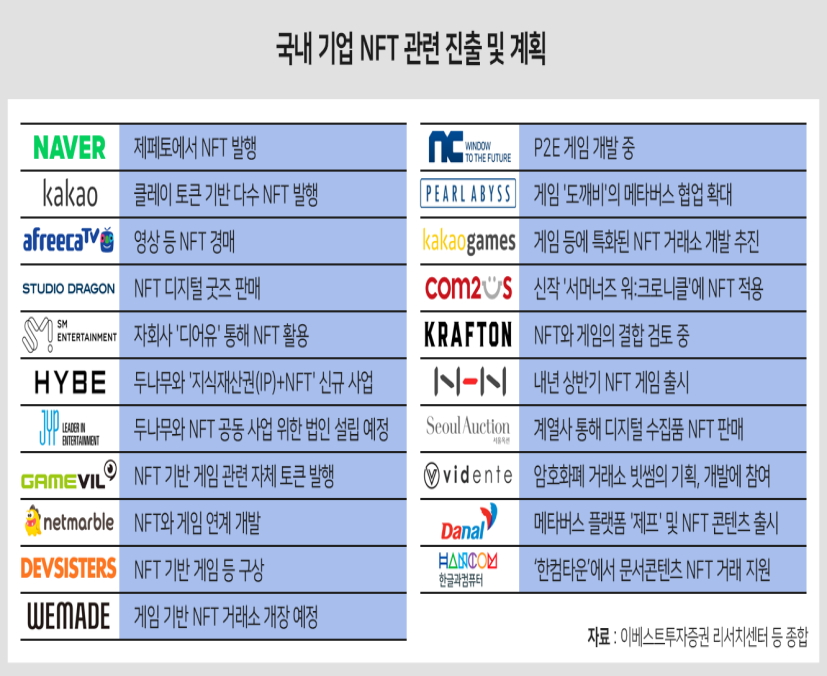 국내 기업 NFT 관련 진출 및 계획
NAVER 제페토에서 NFT 발행
kakao 클레이 토큰 기반 다수 NFT 발행
afreecaTV 영상 등 NFT 경매
STUDIO DRAGON NFT 디지털 굿즈 판매
SM
ENTERTAINMENT 자회사 '디어유' 통해 NFT 활용
HYBE 두나무와 '지식재산권(IP)+NFT' 신규 사업
JYP LEADER IN
ENTERTAINMENT 두나무와 NFT 공동 사업 위한 법인 설립 예정
GAMEVIL NFT 기반 게임 관련 자체 토큰 발행
netmarble NFT와 게임 연계 개발
DEVSISTERS NFT 기반 게임 등 구상
WEMADE 게임 기반 NFT 거래소 개장 예정
NC WINDOW
TO THE FUTURE P2E 게임 개발 중
PEARL ABYSS 게임 '도깨비'의 메타버스 협업 확대
kakaogames 게임 등에 특화된 NFT 거래소 개발 추진
COM2US 신작 '서머너즈 워:크로니클'에 NFT 적용
KRAFTON NFT와 게임의 결합 검토 중
NHN 내년 상반기 NFT 게임 출시
Seoul Auction 계열사 통해 디지털 수집품 NFT 판매
서울옥션
vidente 암호화폐 거래소 빗썸의 기획, 개발에 참여
Danal 메타버스 플랫폼 '제프' 및 NFT 콘텐츠 출시
HANCOM
한글과컴퓨터 '한컴타운'에서 문서콘텐츠 NFT 거래 지원
자료 : 이베스트투자증권 리서치센터 등 종합